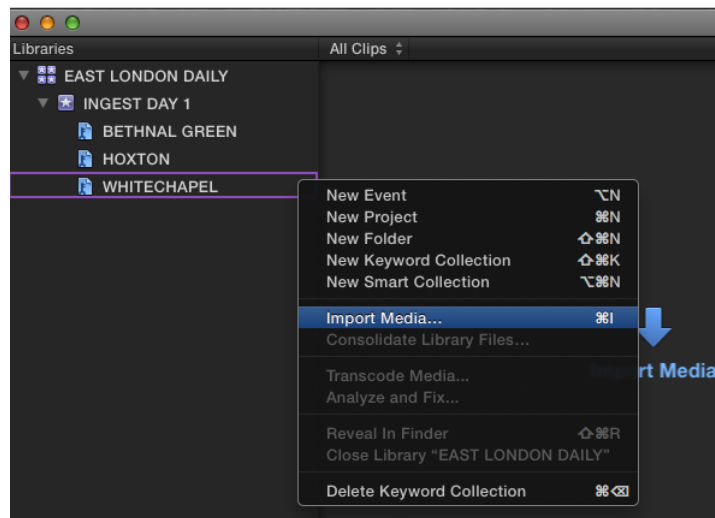 Libraries
All Clips
EAST LONDON DAILY
INGEST DAY 1
BETHNAL GREEN
HOXTON
WHITECHAPEL
New Event ⌥N
New Project ⌘N
New Folder ⇧⌘N
New Keyword Collection ⇧⌘K
New Smart Collection ⌥⌘N
Import Media... ⌘I
Consolidate Library Files...
Transcode Media...
Analyze and Fix...
Reveal In Finder ⇧⌘R
Close Library “EAST LONDON DAILY”
Delete Keyword Collection ⌘⌫
rt Media